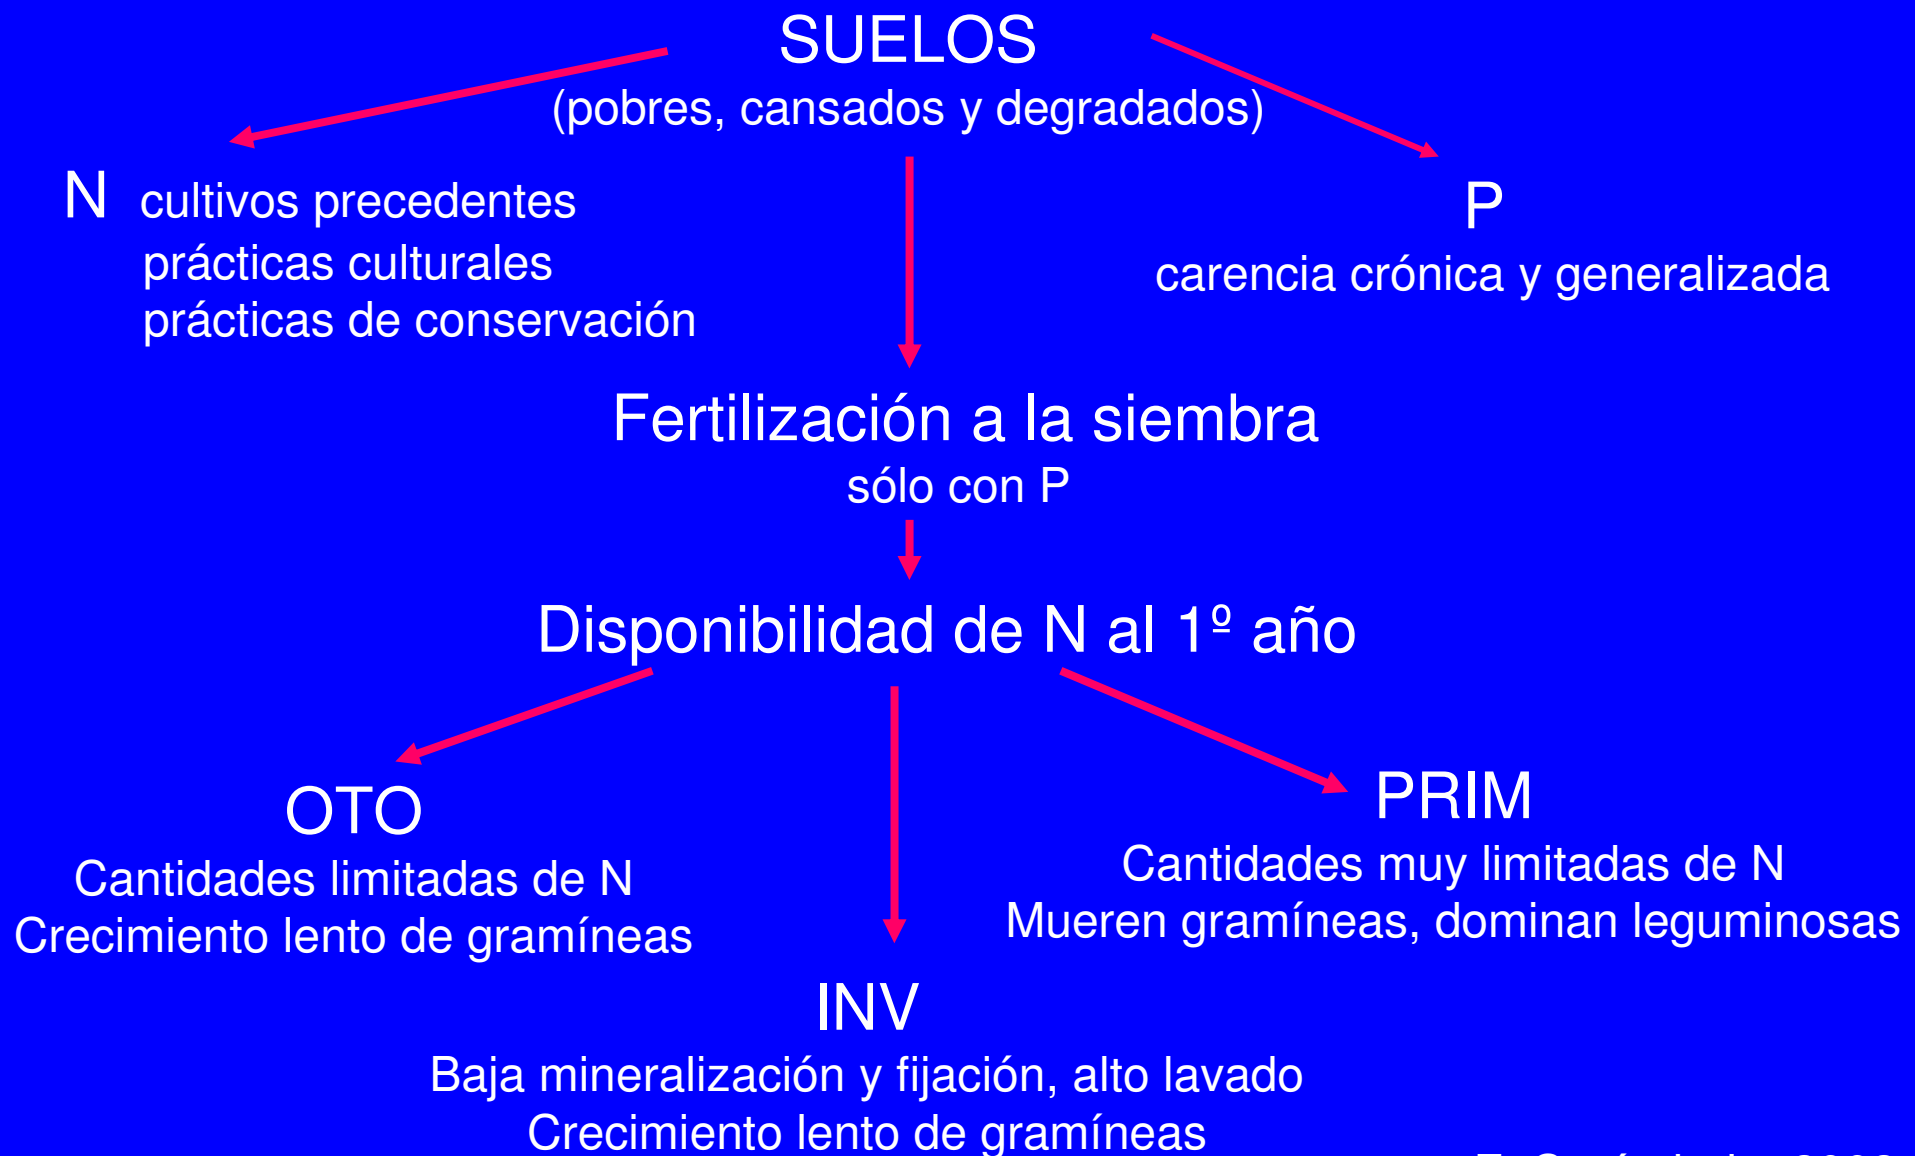 SUELOS
(pobres, cansados y degradados)
N cultivos precedentes
prácticas culturales
prácticas de conservación
P
carencia crónica y generalizada
Fertilización a la siembra
sólo con P
Disponibilidad de N al 1º año
OTO
Cantidades limitadas de N
Crecimiento lento de gramíneas
PRIM
Cantidades muy limitadas de N
Mueren gramíneas, dominan leguminosas
INV
Baja mineralización y fijación, alto lavado
Crecimiento lento de gramíneas